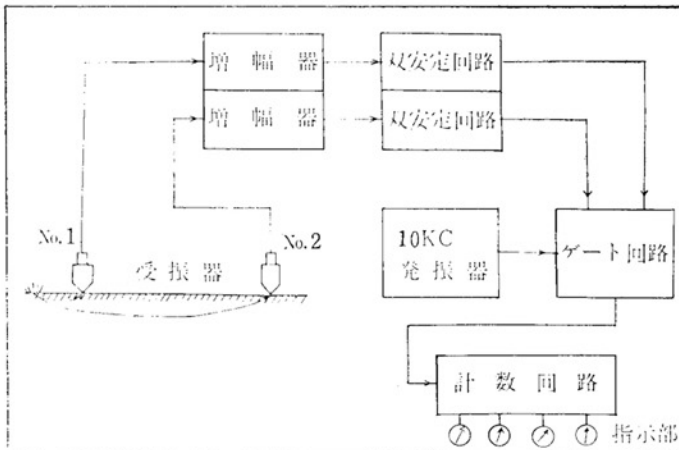 増幅器
双安定回路
増幅器
双安定回路
No.1
No.2
受振器
10KC
発振器
ゲート回路
計数回路
指示部